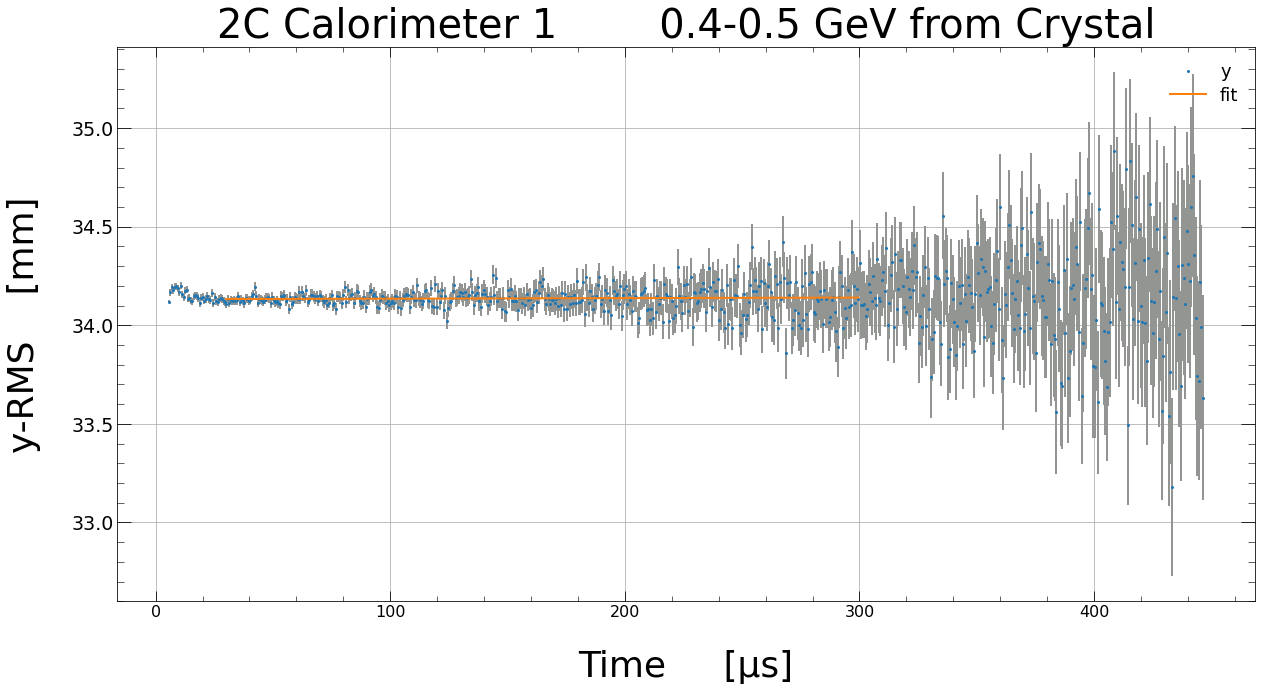 2C Calorimeter 1 0.4-0.5 GeV from Crystal
y
fit
y-RMS [mm]
35.0
34.5
34.0
33.5
33.0
0 100 200 300 400
Time [µs]